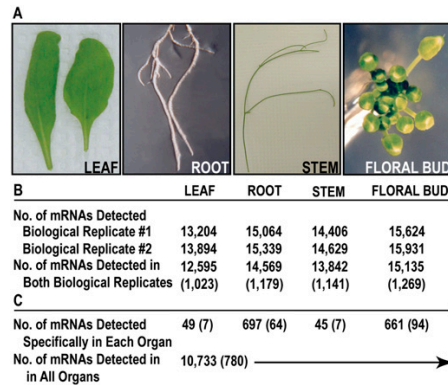 A
LEAF ROOT STEM FLORAL BUD
B
LEAF ROOT STEM FLORAL BUD
No. of mRNAs Detected
Biological Replicate #1 13,204 15,064 14,406 15,624
Biological Replicate #2 13,894 15,339 14,629 15,931
No. of mRNAs Detected in 12,595 14,569 13,842 15,135
Both Biological Replicates (1,023) (1,179) (1,141) (1,269)
C
No. of mRNAs Detected 49 (7) 697 (64) 45 (7) 661 (94)
Specifically in Each Organ
No. of mRNAs Detected in 10,733 (780)
in All Organs